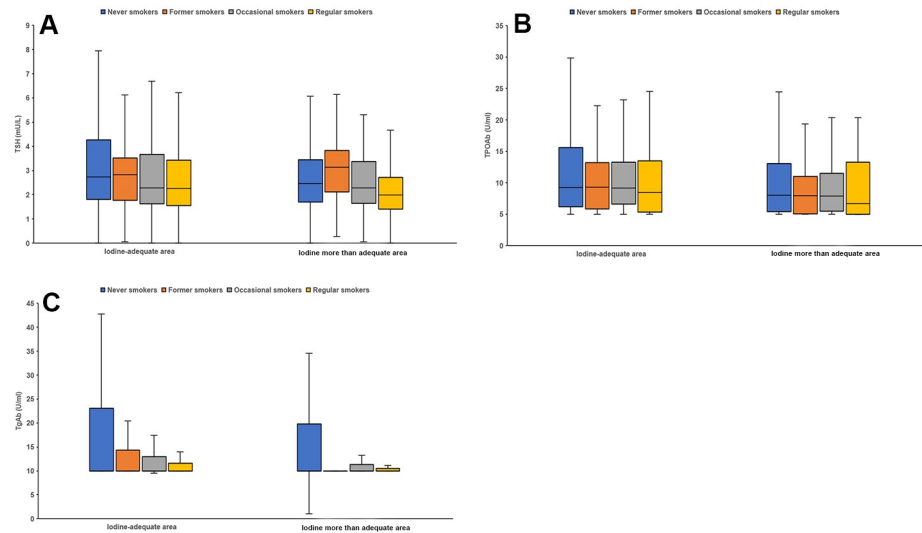 A
Never smokers Former smokers Occasional smokers Regular smokers
TSH (mU/L)
9
8
7
6
5
4
3
2
1
0
Iodine-adequate area Iodine more than adequate area
B
Never smokers Former smokers Occasional smokers Regular smokers
TPOAb (U/ml)
35
30
25
20
15
10
5
0
Iodine-adequate area Iodine more than adequate area
C
Never smokers Former smokers Occasional smokers Regular smokers
TgAb (U/ml)
45
40
35
30
25
20
15
10
5
0
Iodine-adequate area Iodine more than adequate area